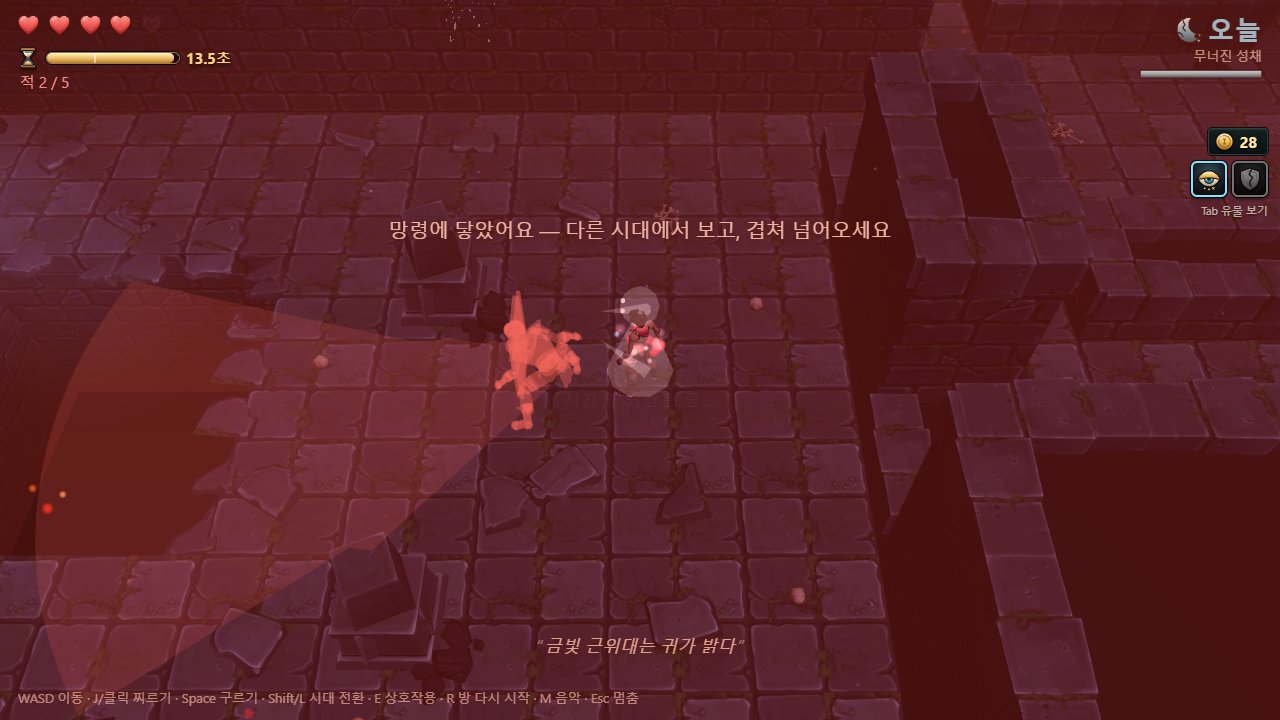 13.5초
적 2 / 5
오늘
무너진 성채
28
Tab 유물 보기
망령에 닿았어요 — 다른 시대에서 보고, 겹쳐 넘어오세요
“금빛 근위대는 귀가 밝다”
WASD 이동 · J/클릭 찌르기 · Space 구르기 · Shift/L 시대 전환 · E 상호작용 · R 방 다시 시작 · M 음악 · Esc 멈춤